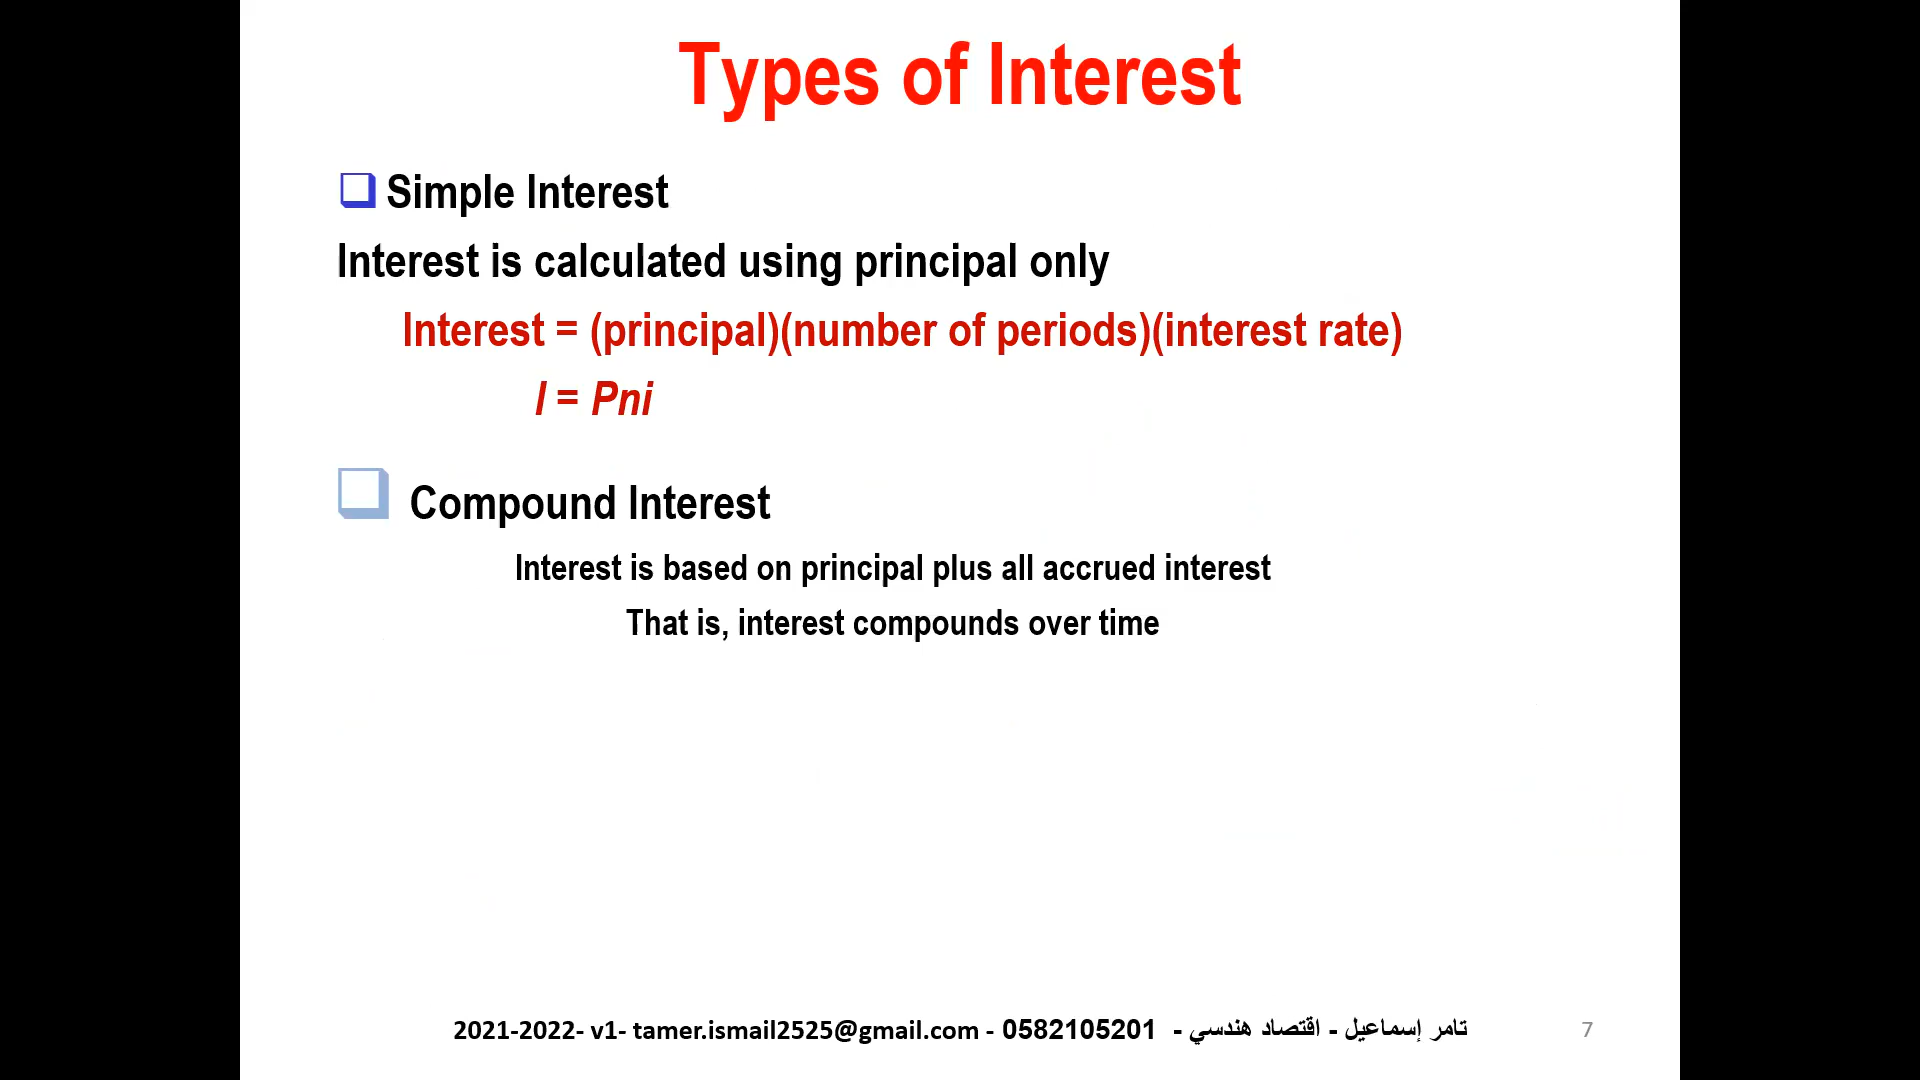 Types of Interest
Simple Interest
Interest is calculated using principal only
Interest = (principal)(number of periods)(interest rate)
I = Pni
Compound Interest
Interest is based on principal plus all accrued interest
That is, interest compounds over time
2021-2022- v1- tamer.ismail2525@gmail.com - 0582105201 - تامر إسماعيل - اقتصاد هندسي
7